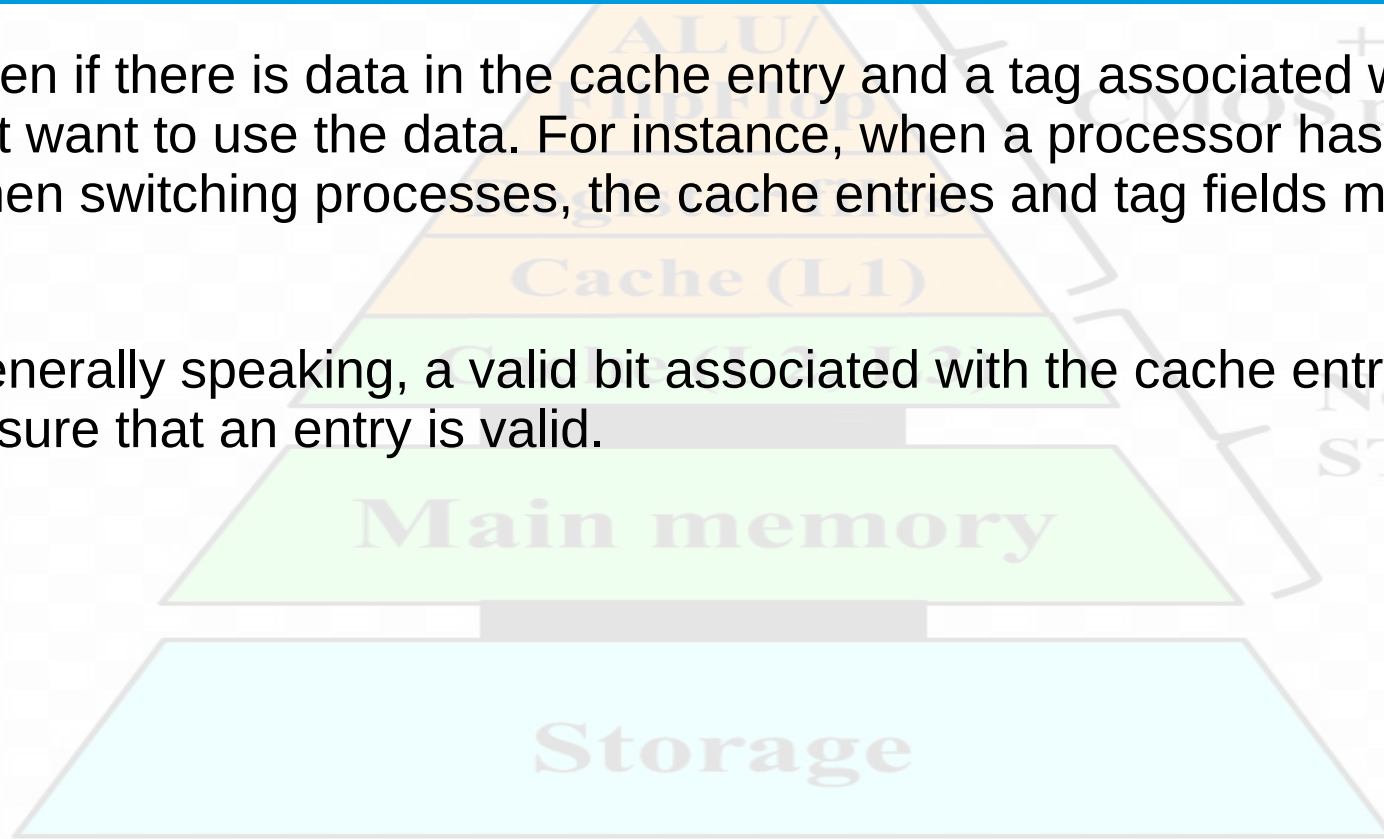 en if there is data in the cache entry and a tag associated w
t want to use the data. For instance, when a processor has
en switching processes, the cache entries and tag fields m
enerally speaking, a valid bit associated with the cache entr
sure that an entry is valid.
ALU/
FlipFlop
Cache (L1)
Main memory
Storage
CMOS